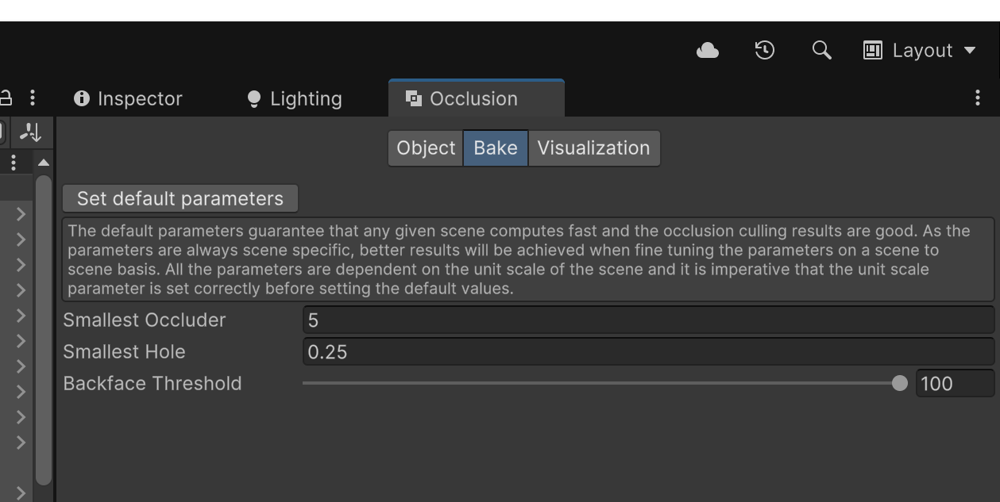 Layout
Inspector
Lighting
Occlusion
Object
Bake
Visualization
Set default parameters
The default parameters guarantee that any given scene computes fast and the occlusion culling results are good. As the
parameters are always scene specific, better results will be achieved when fine tuning the parameters on a scene to
scene basis. All the parameters are dependent on the unit scale of the scene and it is imperative that the unit scale
parameter is set correctly before setting the default values.
Smallest Occluder 5
Smallest Hole 0.25
Backface Threshold 100